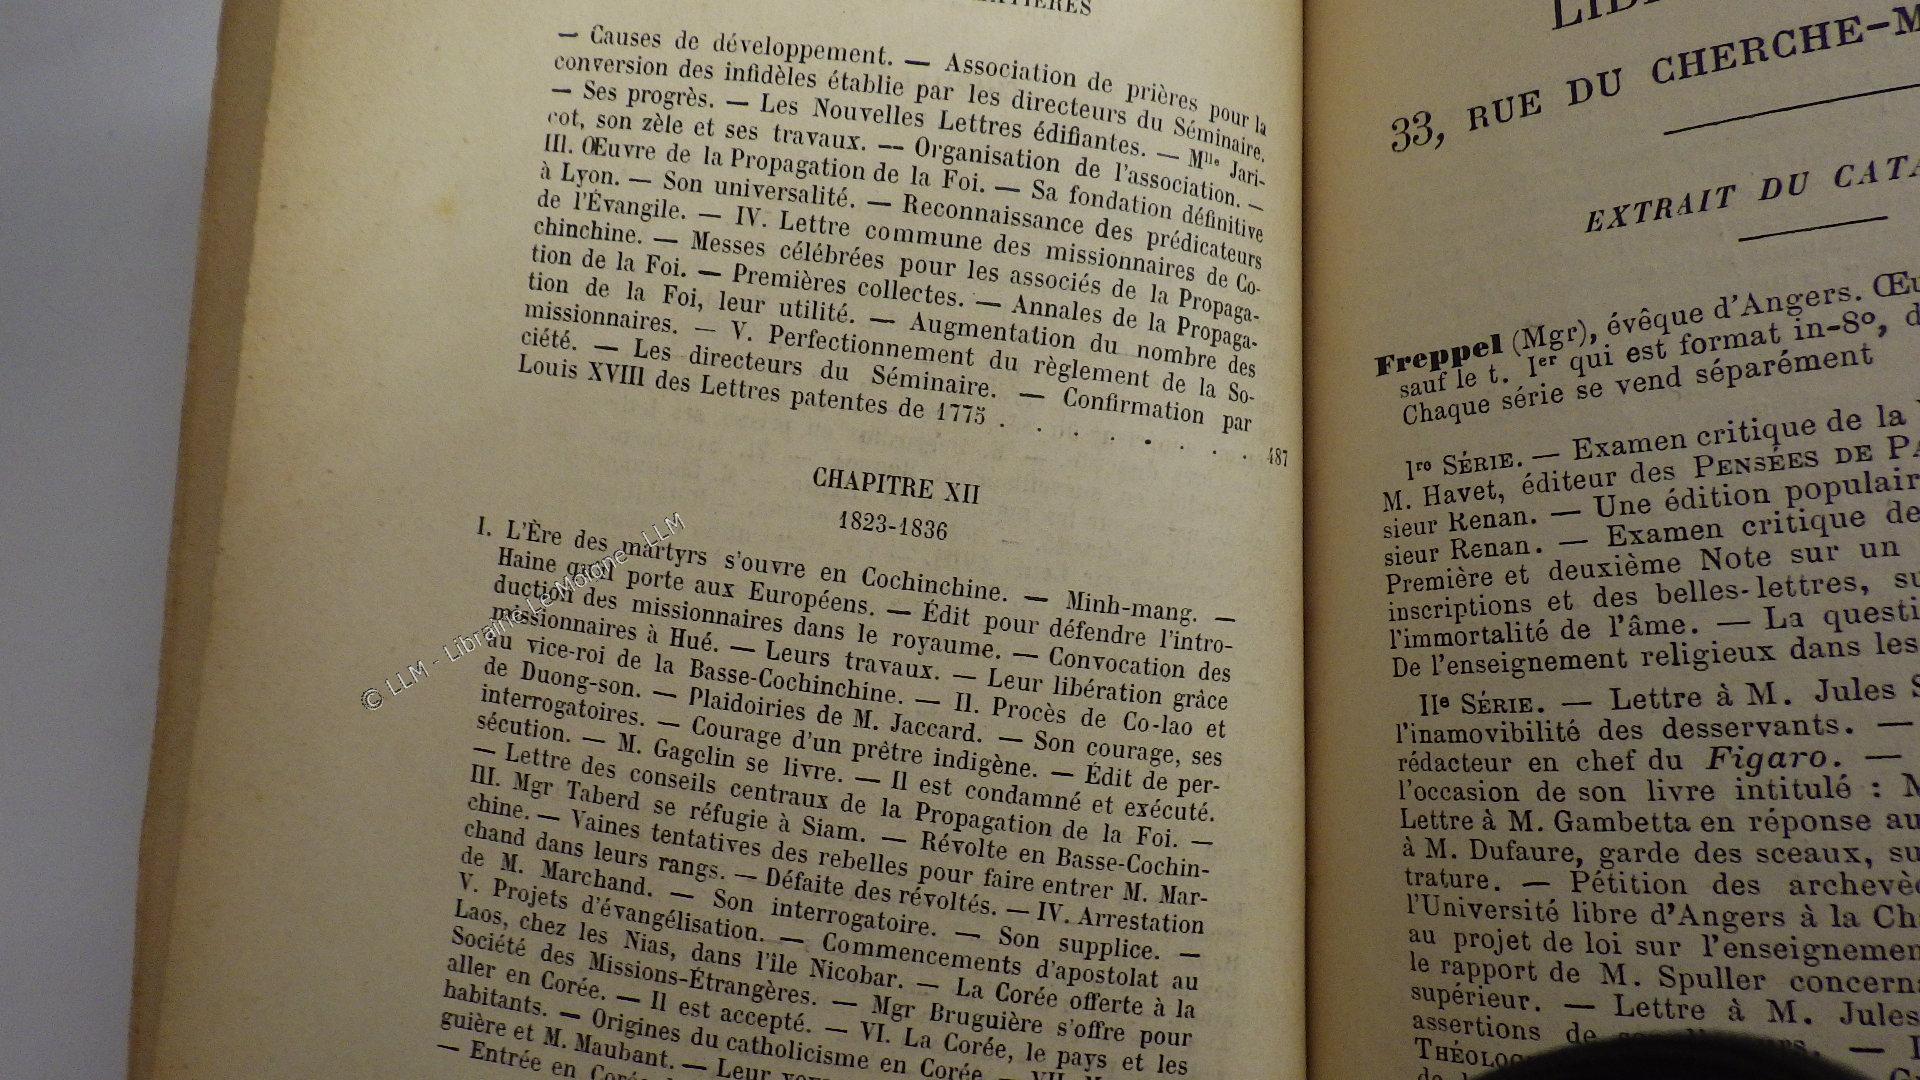 — Causes de développement. — Association de prières pour la
conversion des infidèles établie par les directeurs du Séminaire.
— Ses progrès. — Les Nouvelles Lettres édifiantes. — Mlle Jari-
cot, son zèle et ses travaux. — Organisation de l'association. —
III. Œuvre de la Propagation de la Foi. — Sa fondation définitive
à Lyon. — Son universalité. — Reconnaissance des prédicateurs
de l'Évangile. — IV. Lettre commune des missionnaires de Co-
chinchine. — Messes célébrées pour les associés de la Propaga-
tion de la Foi. — Premières collectes. — Annales de la Propaga-
tion de la Foi, leur utilité. — Augmentation du nombre des
missionnaires. — V. Perfectionnement du règlement de la So-
ciété. — Les directeurs du Séminaire. — Confirmation par
Louis XVIII des Lettres patentes de 1775 . . . . . . . . 487
CHAPITRE XII
1823-1836
I. L'Ère des martyrs s'ouvre en Cochinchine. — Minh-mang. —
Haine qu'il porte aux Européens. — Édit pour défendre l'intro-
duction des missionnaires dans le royaume. — Convocation des
missionnaires à Hué. — Leurs travaux. — Leur libération grâce
au vice-roi de la Basse-Cochinchine. — II. Procès de Co-lao et
de Duong-son. — Plaidoiries de M. Jaccard. — Son courage, ses
interrogatoires. — Courage d'un prêtre indigène. — Édit de per-
sécution. — M. Gagelin se livre. — Il est condamné et exécuté.
— Lettre des conseils centraux de la Propagation de la Foi. —
III. Mgr Taberd se réfugie à Siam. — Révolte en Basse-Cochin-
chine. — Vaines tentatives des rebelles pour faire entrer M. Mar-
chand dans leurs rangs. — Défaite des révoltés. — IV. Arrestation
de M. Marchand. — Son interrogatoire. — Son supplice. —
V. Projets d'évangélisation. — Commencements d'apostolat au
Laos, chez les Nias, dans l'île Nicobar. — La Corée offerte à la
Société des Missions-Étrangères. — Mgr Bruguière s'offre pour
aller en Corée. — Il est accepté. — VI. La Corée, le pays et les
habitants. — Origines du catholicisme en Corée. —
guière et M. Maubant. — Leur
— Entrée en
© LLM - Librairie Le Moigne - LLM
33, RUE DU CHERCHE-M
EXTRAIT DU CATA
Freppel (Mgr), évêque d'Angers. Œu
sauf le t. Ier qui est format in-8o, d
Chaque série se vend séparément
Iro SÉRIE. — Examen critique de la
M. Havet, éditeur des PENSÉES DE PA
sieur Renan. — Une édition populair
sieur Renan. — Examen critique de
Première et deuxième Note sur un
inscriptions et des belles-lettres, su
l'immortalité de l'âme. — La questi
De l'enseignement religieux dans les
IIe SÉRIE. — Lettre à M. Jules S
l'inamovibilité des desservants. —
rédacteur en chef du Figaro. —
l'occasion de son livre intitulé : M
Lettre à M. Gambetta en réponse au
à M. Dufaure, garde des sceaux, su
trature. — Pétition des archevê
l'Université libre d'Angers à la Ch
au projet de loi sur l'enseignemen
le rapport de M. Spuller concern
supérieur. — Lettre à M. Jules
assertions de
THÉOLO